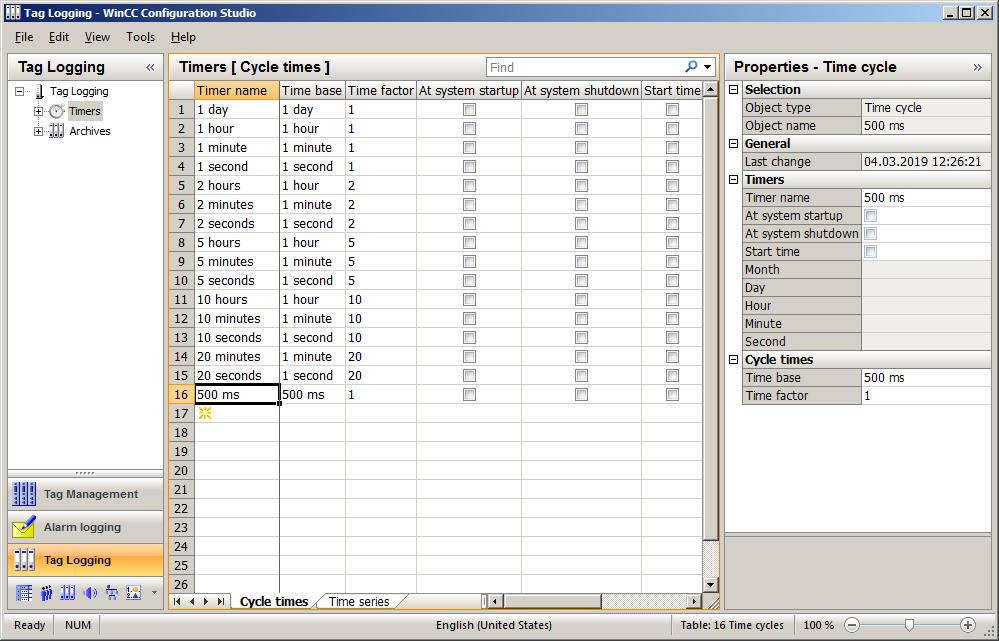 Tag Logging - WinCC Configuration Studio
File Edit View Tools Help
Tag Logging «
Tag Logging
Timers
Archives
Tag Management
Alarm logging
Tag Logging
Timers [ Cycle times ] Find
Timer name Time base Time factor At system startup At system shutdown Start time
1 1 day 1 day 1
2 1 hour 1 hour 1
3 1 minute 1 minute 1
4 1 second 1 second 1
5 2 hours 1 hour 2
6 2 minutes 1 minute 2
7 2 seconds 1 second 2
8 5 hours 1 hour 5
9 5 minutes 1 minute 5
10 5 seconds 1 second 5
11 10 hours 1 hour 10
12 10 minutes 1 minute 10
13 10 seconds 1 second 10
14 20 minutes 1 minute 20
15 20 seconds 1 second 20
16 500 ms 500 ms 1
17
18
19
20
21
22
23
24
25
26
Cycle times Time series
Properties - Time cycle »
Selection
Object type Time cycle
Object name 500 ms
General
Last change 04.03.2019 12:26:21
Timers
Timer name 500 ms
At system startup
At system shutdown
Start time
Month
Day
Hour
Minute
Second
Cycle times
Time base 500 ms
Time factor 1
Ready NUM English (United States) Table: 16 Time cycles 100 %